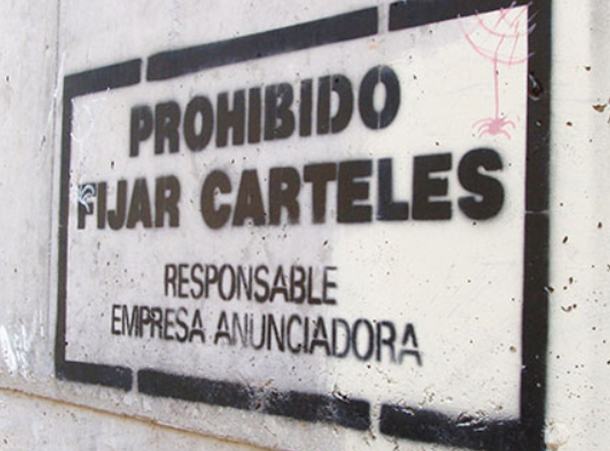 PROHIBIDO
FIJAR CARTELES
RESPONSABLE
EMPRESA ANUNCIADORA